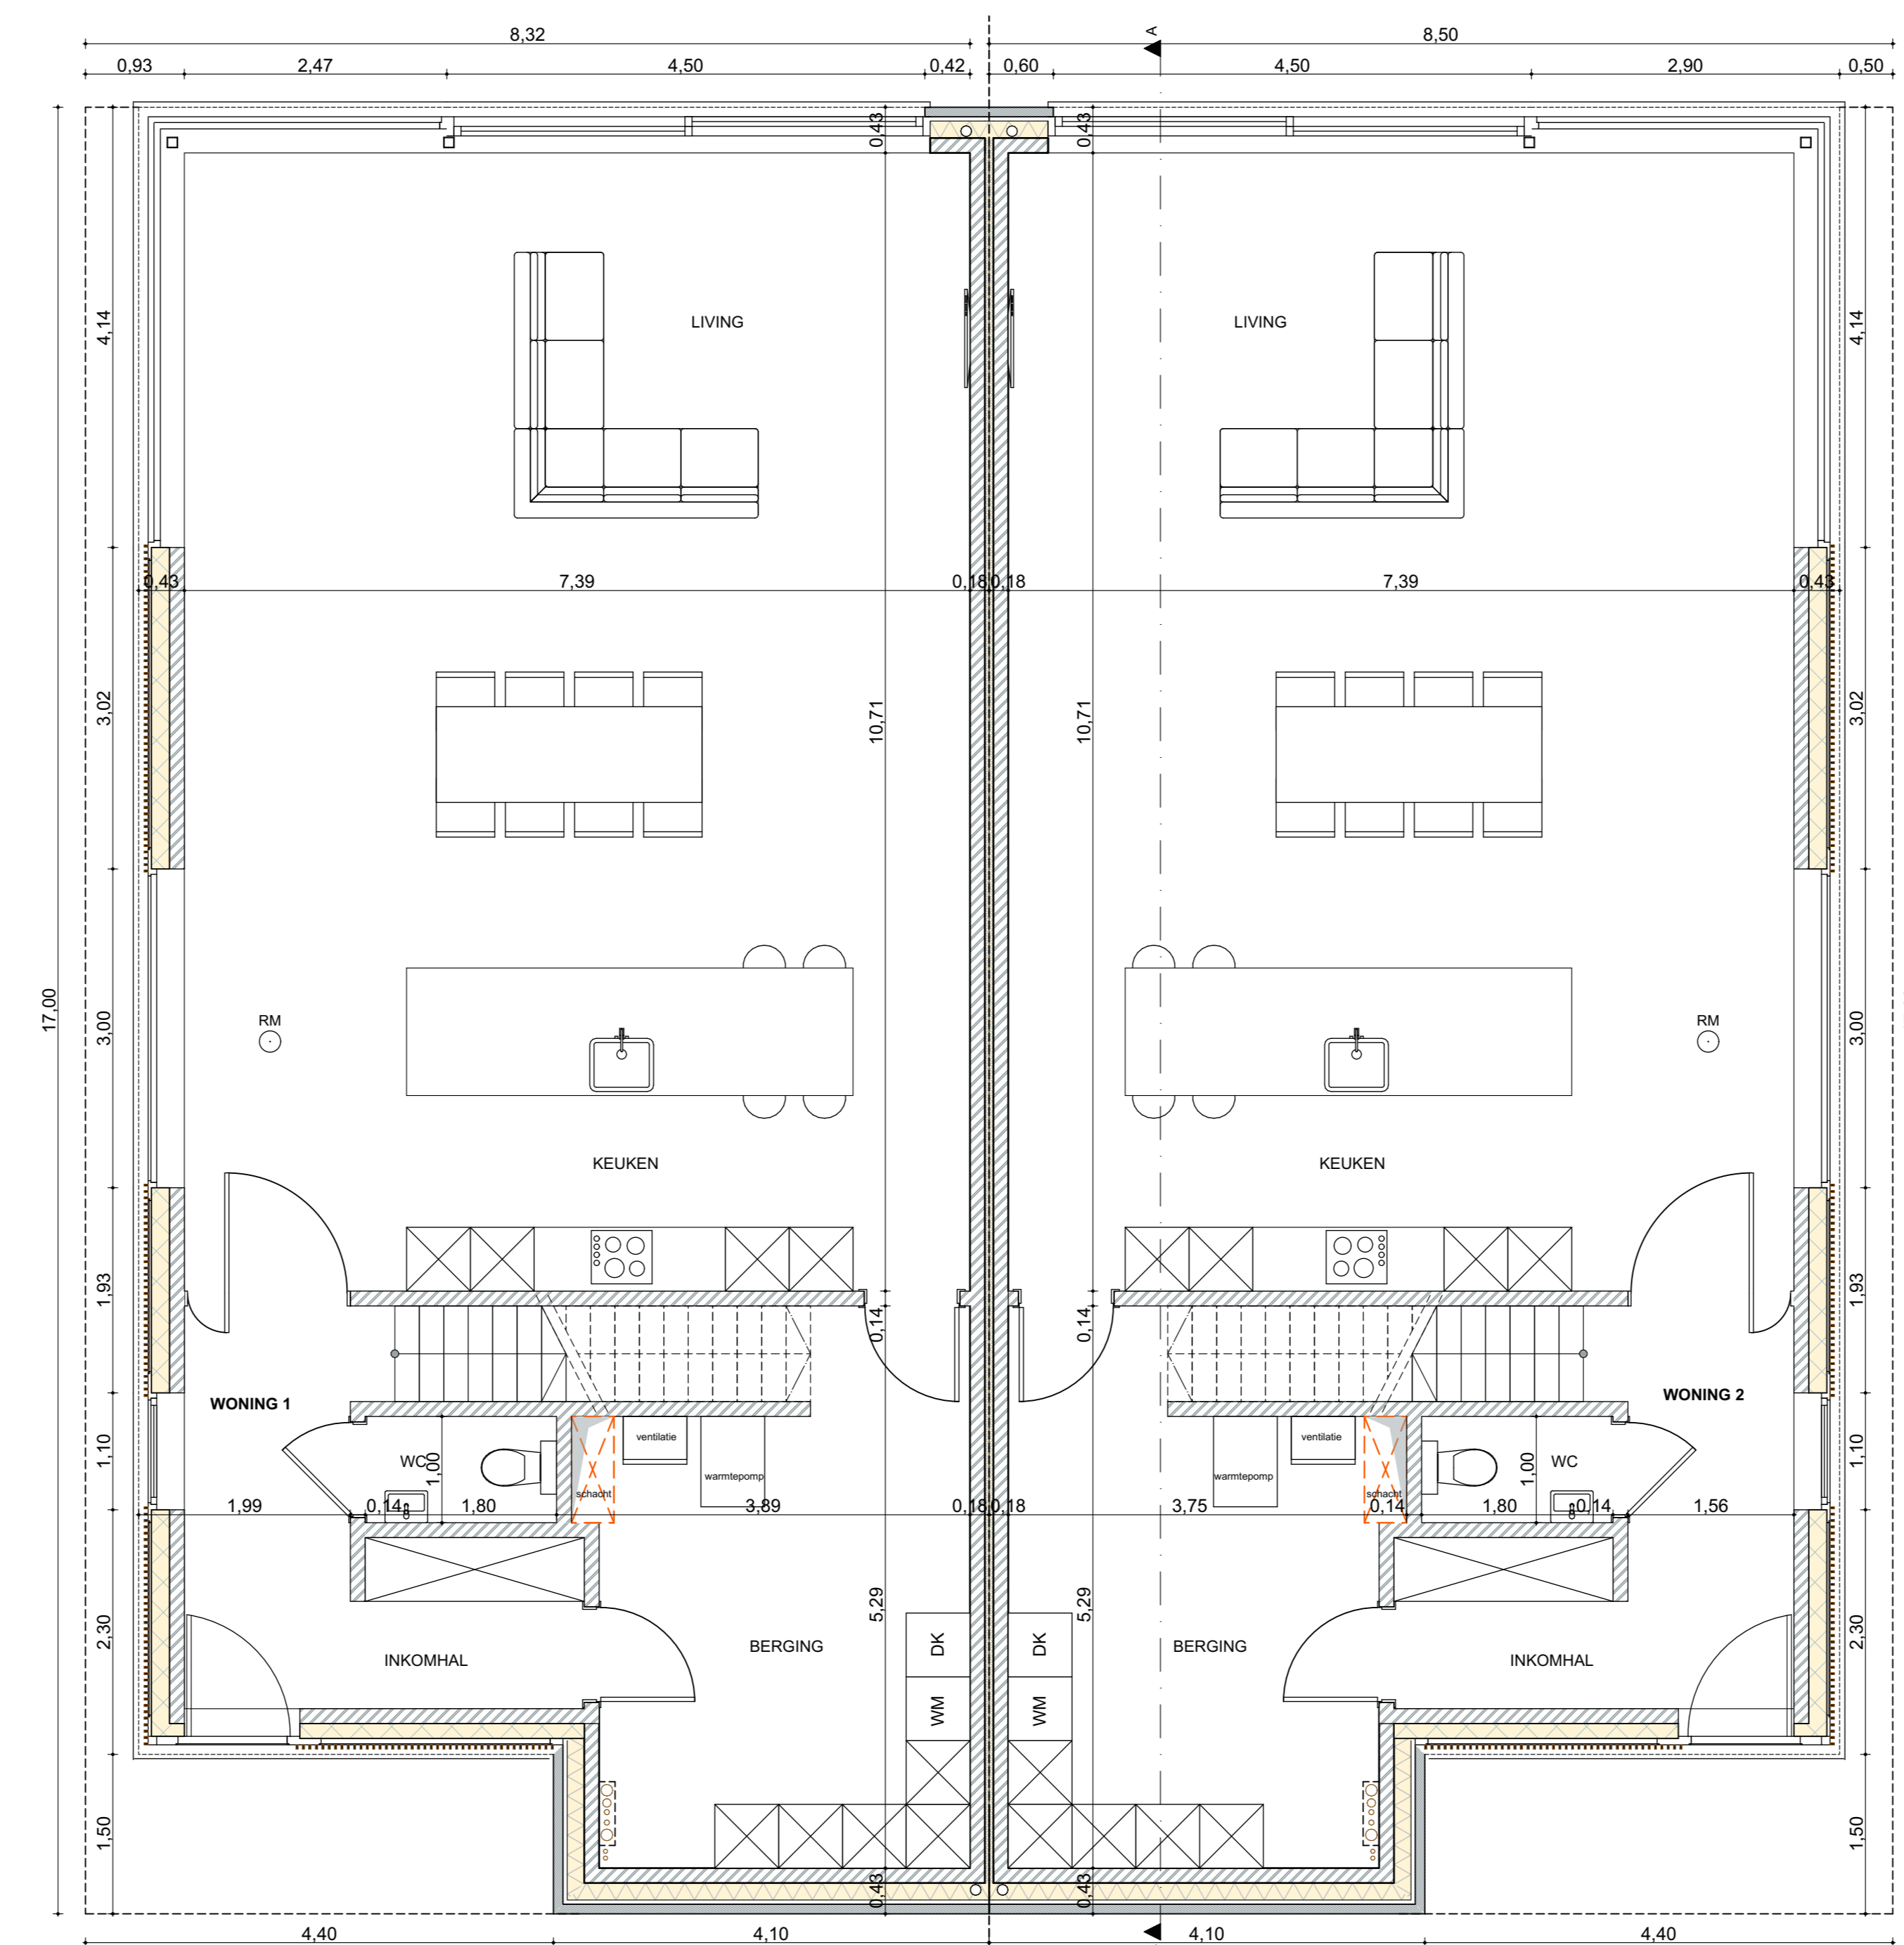 8,32
8,50
A
0,93
2,47
4,50
0,42
0,60
4,50
2,90
0,50
0,43
0,43
4,14
LIVING
LIVING
4,14
0,43
7,39
0,18
0,18
7,39
0,43
3,02
10,71
10,71
3,02
17,00
3,00
RM
RM
3,00
KEUKEN
KEUKEN
1,93
0,14
0,14
1,93
WONING 1
WONING 2
1,10
WC
1,00
ventilatie
warmtepomp
schacht
ventilatie
warmtepomp
schacht
1,00
WC
1,10
1,99
0,14
1,80
3,89
0,18
0,18
3,75
0,14
1,80
0,14
1,56
2,30
5,29
5,29
2,30
INKOMHAL
BERGING
DK
DK
BERGING
INKOMHAL
WM
WM
1,50
1,50
0,43
0,43
4,40
4,10
4,10
4,40